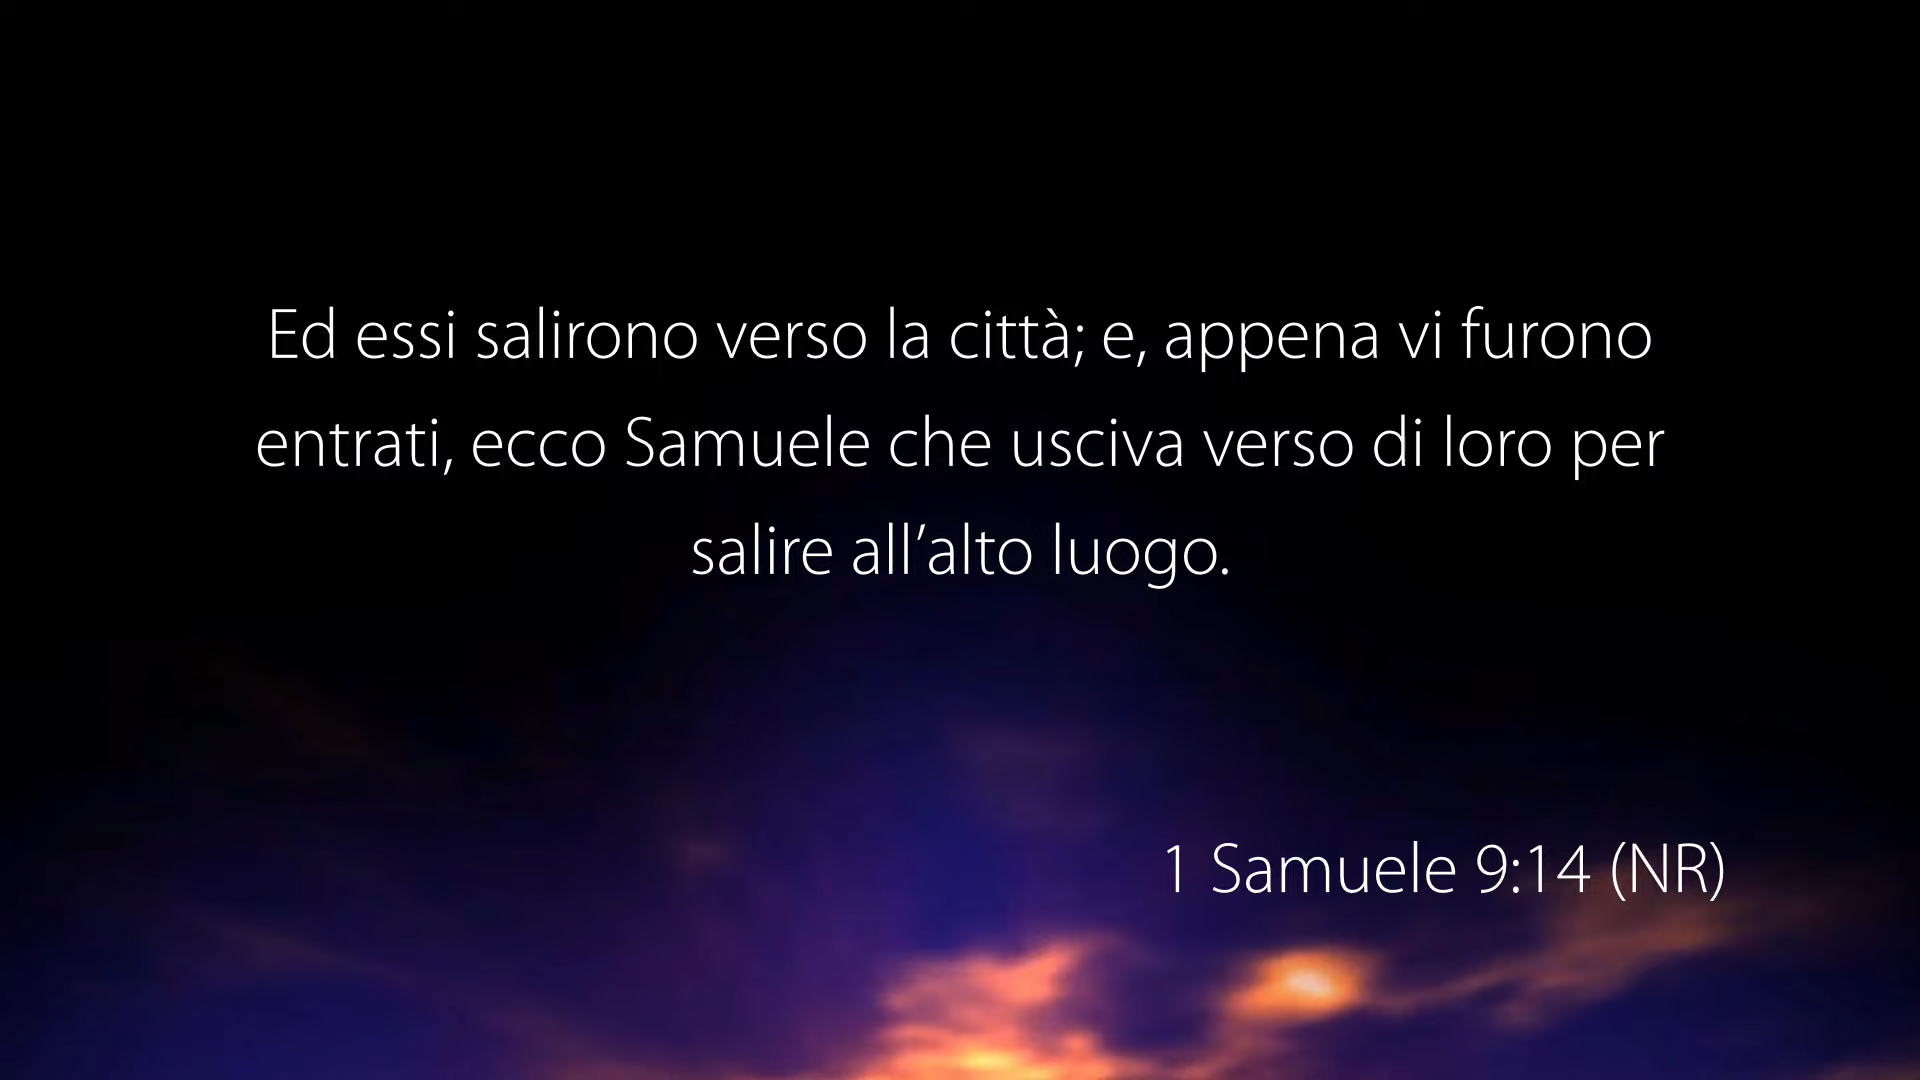 Ed essi salirono verso la città; e, appena vi furono
entrati, ecco Samuele che usciva verso di loro per
salire all’alto luogo.
1 Samuele 9:14 (NR)